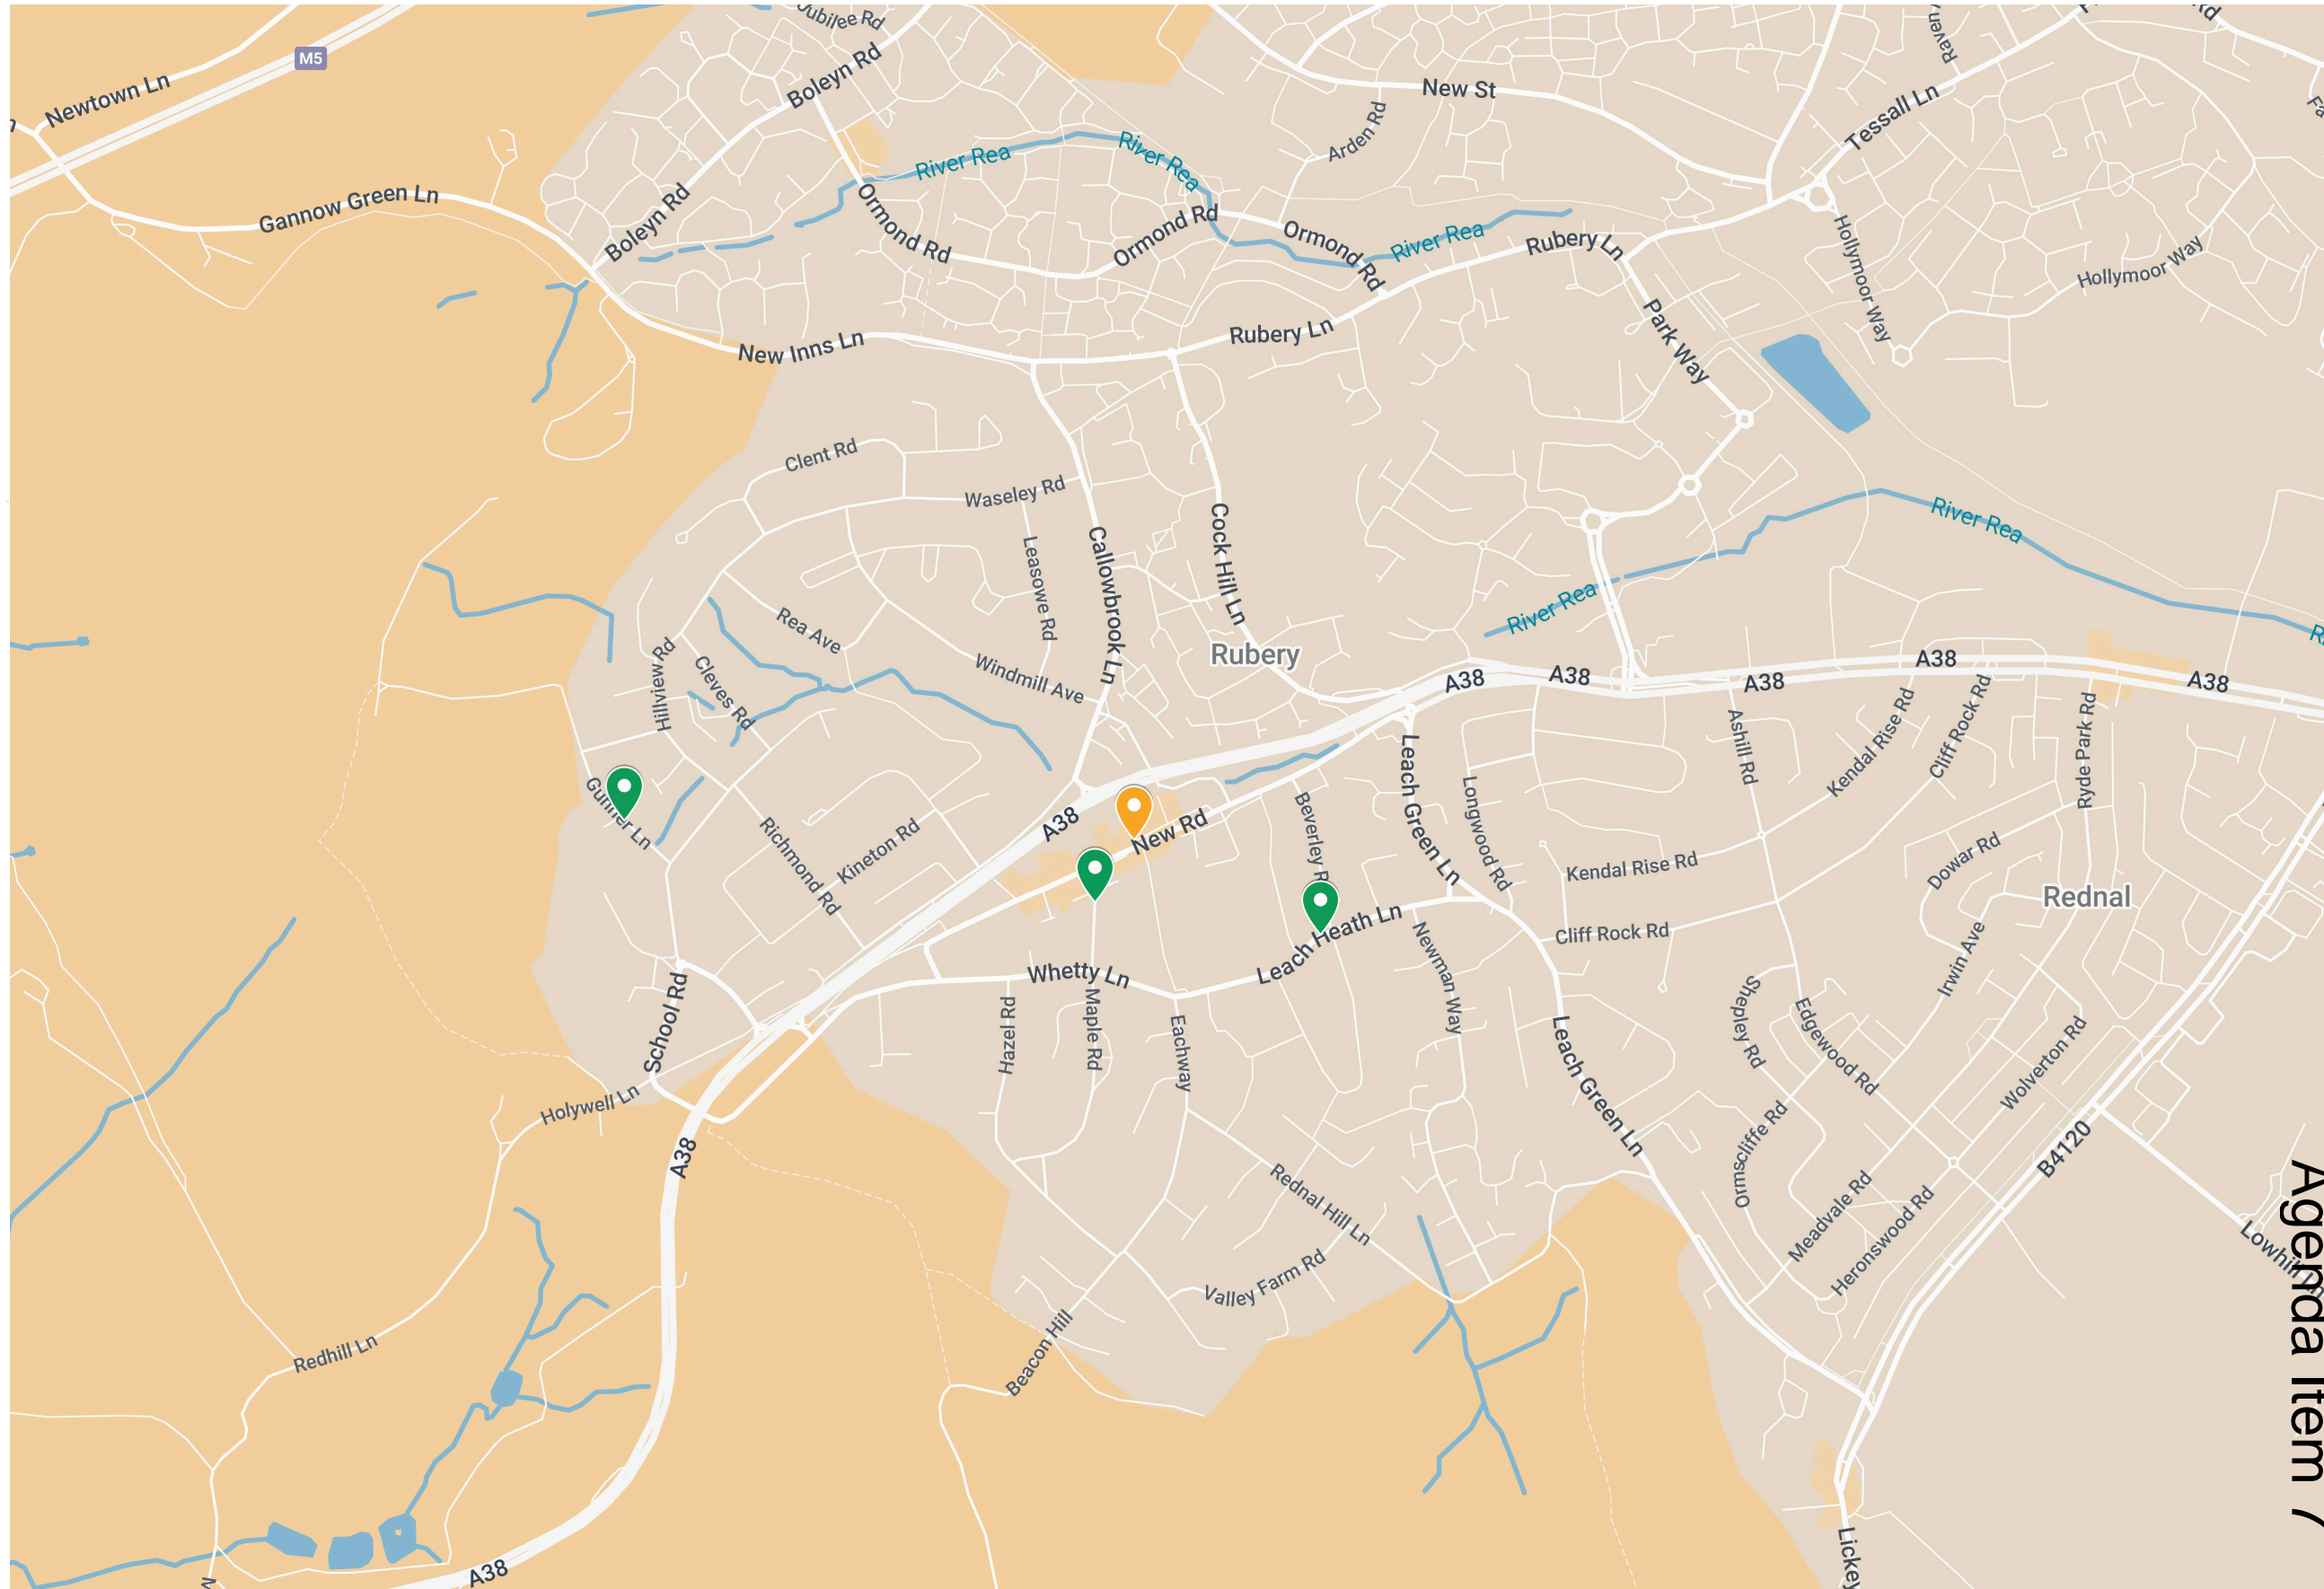 Jubilee Rd
M5
Boleyn Rd
Newtown Ln
New St
Tessall Ln
Arden Rd
River Rea
River Rea
Gannow Green Ln
Boleyn Rd
Ormond Rd
Ormond Rd
Ormond Rd
River Rea
Rubery Ln
Hollymoor Way
Hollymoor Way
New Inns Ln
Rubery Ln
Park Way
Clent Rd
Waseley Rd
Leasowe Rd
Callowbrook Ln
Cock Hill Ln
River Rea
River Rea
Rea Ave
Windmill Ave
Rubery
Hillview Rd
Cleves Rd
A38
A38
A38
A38
A38
Ashill Rd
Kendal Rise Rd
Cliff Rock Rd
Ryde Park Rd
Gunner Ln
Richmond Rd
Kineton Rd
A38
New Rd
Beverley R
Leach Green Ln
Longwood Rd
Kendal Rise Rd
Dowar Rd
Rednal
Leach Heath Ln
Cliff Rock Rd
Newman Way
Irwin Ave
Whetty Ln
School Rd
Hazel Rd
Maple Rd
Eachway
Shepley Rd
Edgewood Rd
Wolverton Rd
Leach Green Ln
Holywell Ln
A38
Ormscliffe Rd
B4120
Rednal Hill Ln
Meadvale Rd
Heronswood Rd
Valley Farm Rd
Beacon Hill
Redhill Ln
A38
Lickey
Agenda Item 7